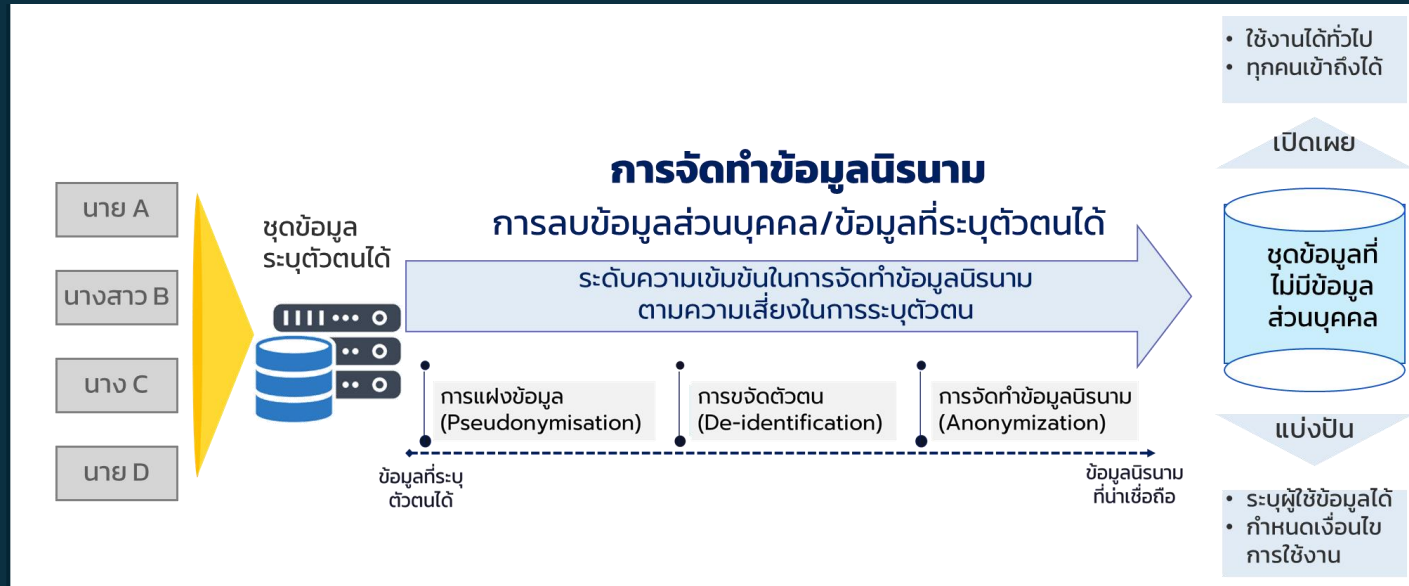 นาย A
นางสาว B
นาง C
นาย D
ชุดข้อมูล
ระบุตัวตนได้
การจัดทำข้อมูลนิรนาม
การลบข้อมูลส่วนบุคคล/ข้อมูลที่ระบุตัวตนได้
ระดับความเข้มข้นในการจัดทำข้อมูลนิรนาม
ตามความเสี่ยงในการระบุตัวตน
การแฝงข้อมูล
(Pseudonymisation)
การขจัดตัวตน
(De-identification)
การจัดทำข้อมูลนิรนาม
(Anonymization)
ข้อมูลที่ระบุ
ตัวตนได้
ข้อมูลนิรนาม
ที่น่าเชื่อถือ
• ใช้งานได้ทั่วไป
• ทุกคนเข้าถึงได้
เปิดเผย
ชุดข้อมูลที่
ไม่มีข้อมูล
ส่วนบุคคล
แบ่งปัน
• ระบุผู้ใช้ข้อมูลได้
• กำหนดเงื่อนไข
การใช้งาน